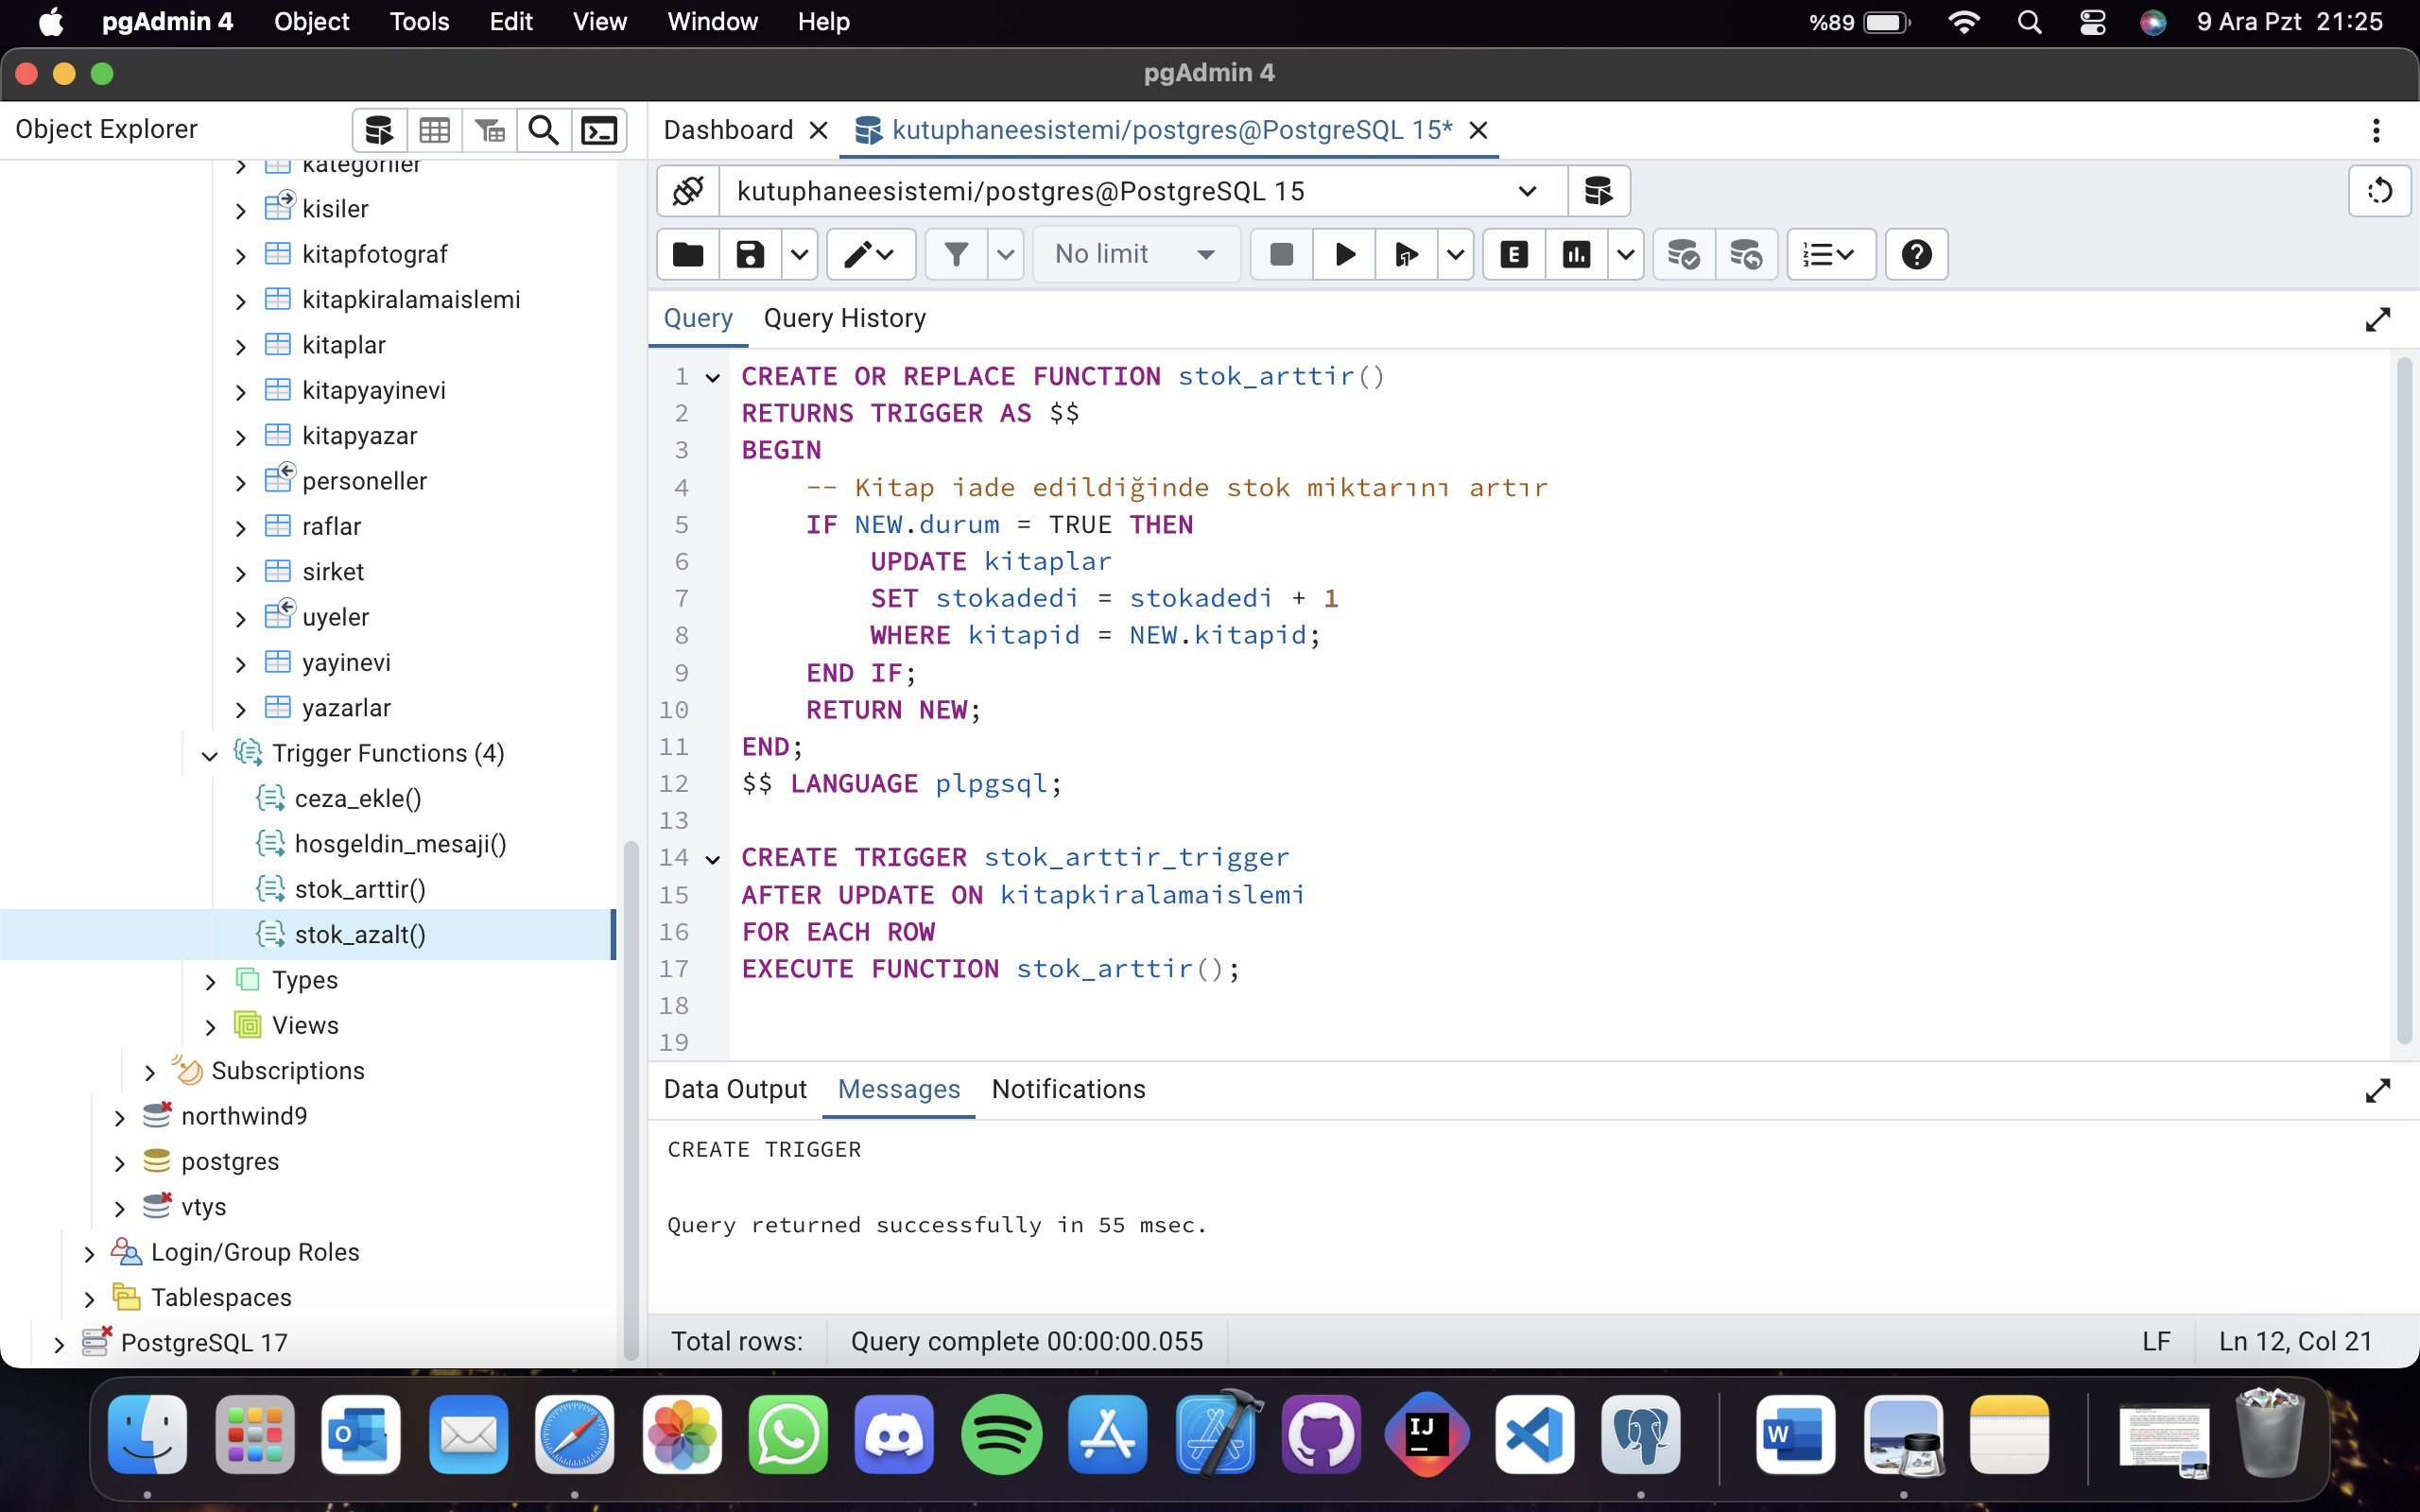 pgAdmin 4 Object Tools Edit View Window Help %89 9 Ara Pzt 21:25
pgAdmin 4
Object Explorer
kategoriler
kisiler
kitapfotograf
kitapkiralamaislemi
kitaplar
kitapyayinevi
kitapyazar
personeller
raflar
sirket
uyeler
yayinevi
yazarlar
Trigger Functions (4)
ceza_ekle()
hosgeldin_mesaji()
stok_arttir()
stok_azalt()
Types
Views
Subscriptions
northwind9
postgres
vtys
Login/Group Roles
Tablespaces
PostgreSQL 17
Dashboard kutuphaneesistemi/postgres@PostgreSQL 15*
kutuphaneesistemi/postgres@PostgreSQL 15
No limit E
Query Query History
1 CREATE OR REPLACE FUNCTION stok_arttir()
2 RETURNS TRIGGER AS $$
3 BEGIN
4 -- Kitap iade edildiğinde stok miktarını artır
5 IF NEW.durum = TRUE THEN
6 UPDATE kitaplar
7 SET stokadedi = stokadedi + 1
8 WHERE kitapid = NEW.kitapid;
9 END IF;
10 RETURN NEW;
11 END;
12 $$ LANGUAGE plpgsql;
13
14 CREATE TRIGGER stok_arttir_trigger
15 AFTER UPDATE ON kitapkiralamaislemi
16 FOR EACH ROW
17 EXECUTE FUNCTION stok_arttir();
18
19
Data Output Messages Notifications
CREATE TRIGGER
Query returned successfully in 55 msec.
Total rows: Query complete 00:00:00.055 LF Ln 12, Col 21
O IJ W